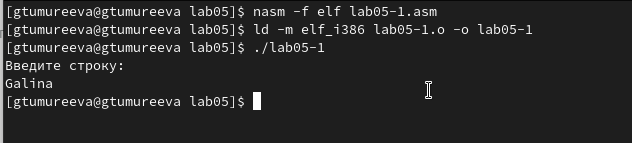 [gtumureeva@gtumureeva lab05]$ nasm -f elf lab05-1.asm
[gtumureeva@gtumureeva lab05]$ ld -m elf_i386 lab05-1.o -o lab05-1
[gtumureeva@gtumureeva lab05]$ ./lab05-1
Введите строку:
Galina
[gtumureeva@gtumureeva lab05]$